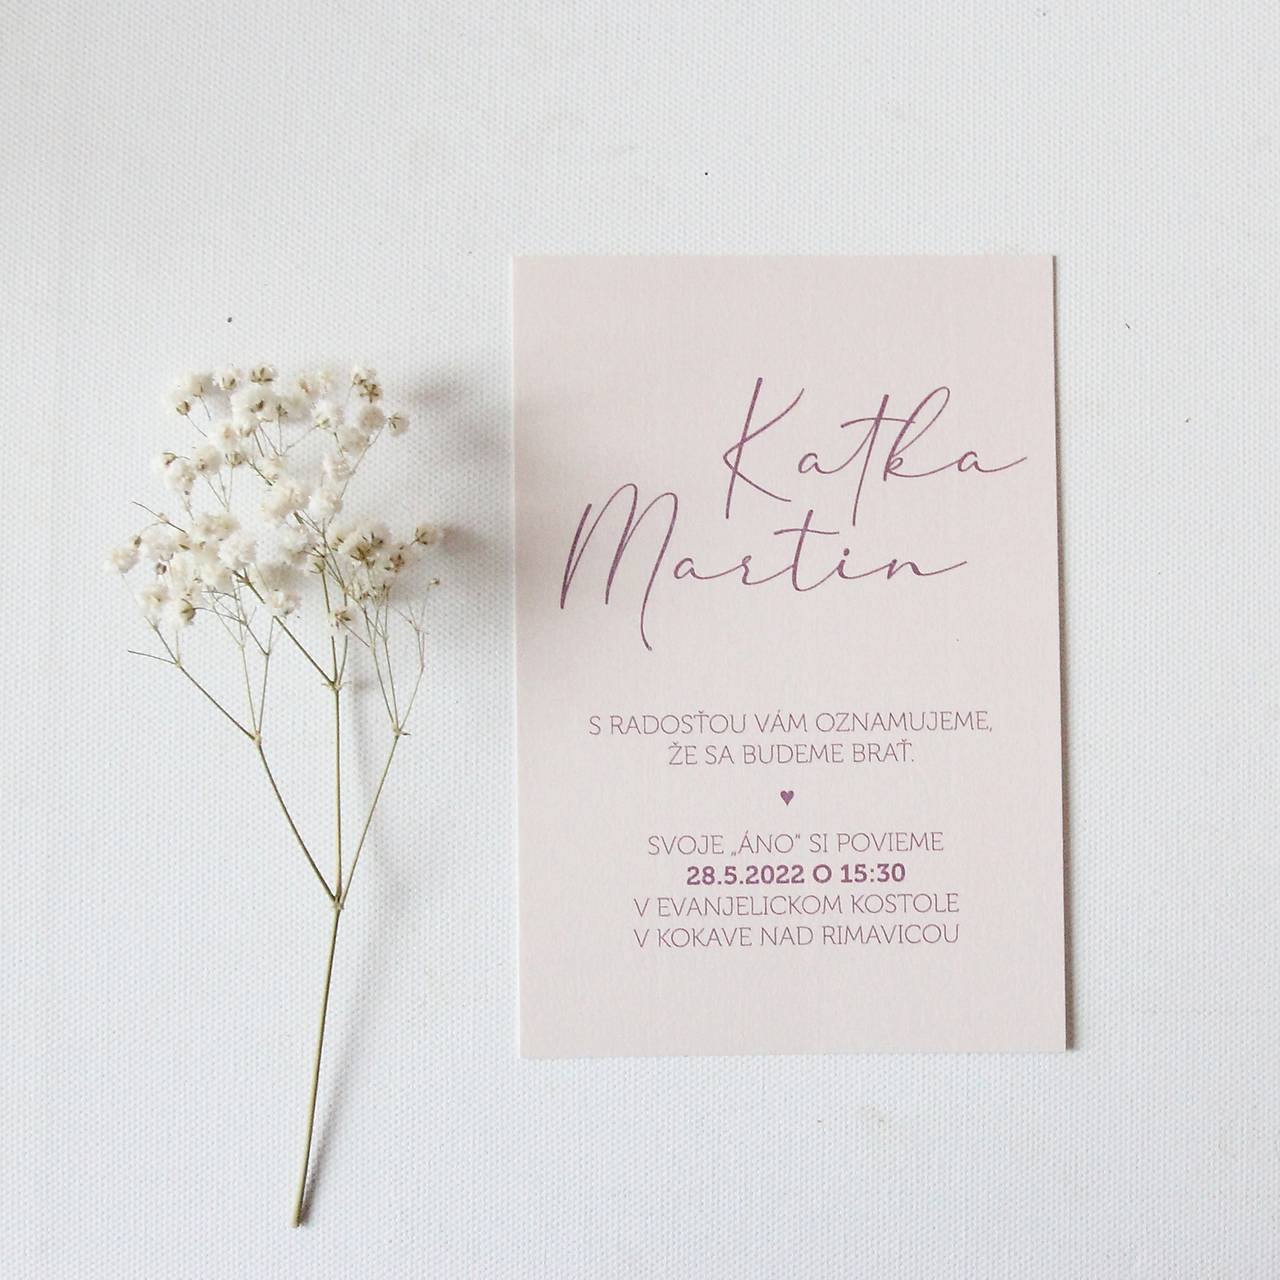 Katka
Martin
S RADOSŤOU VÁM OZNAMUJEME,
ŽE SA BUDEME BRAŤ.
♥
SVOJE „ÁNO“ SI POVIEME
28.5.2022 O 15:30
V EVANJELICKOM KOSTOLE
V KOKAVE NAD RIMAVICOU